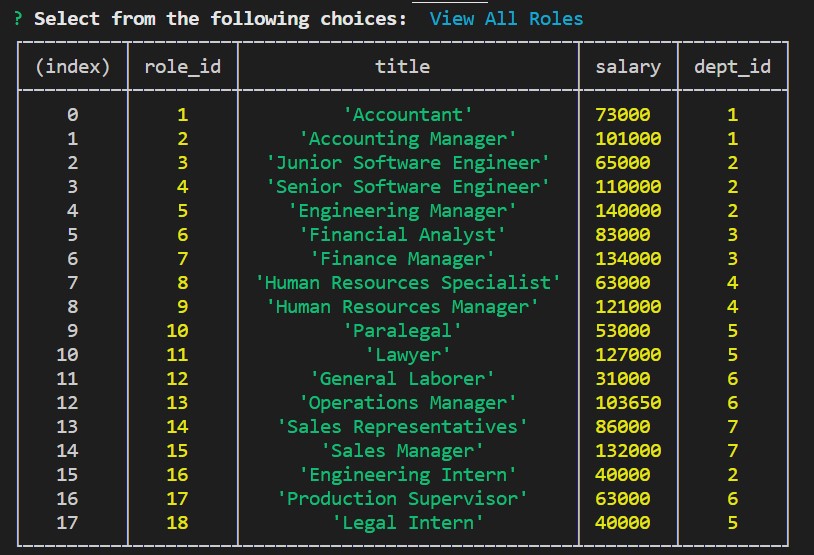 ? Select from the following choices: View All Roles
(index) role_id title salary dept_id
0 1 'Accountant' 73000 1
1 2 'Accounting Manager' 101000 1
2 3 'Junior Software Engineer' 65000 2
3 4 'Senior Software Engineer' 110000 2
4 5 'Engineering Manager' 140000 2
5 6 'Financial Analyst' 83000 3
6 7 'Finance Manager' 134000 3
7 8 'Human Resources Specialist' 63000 4
8 9 'Human Resources Manager' 121000 4
9 10 'Paralegal' 53000 5
10 11 'Lawyer' 127000 5
11 12 'General Laborer' 31000 6
12 13 'Operations Manager' 103650 6
13 14 'Sales Representatives' 86000 7
14 15 'Sales Manager' 132000 7
15 16 'Engineering Intern' 40000 2
16 17 'Production Supervisor' 63000 6
17 18 'Legal Intern' 40000 5